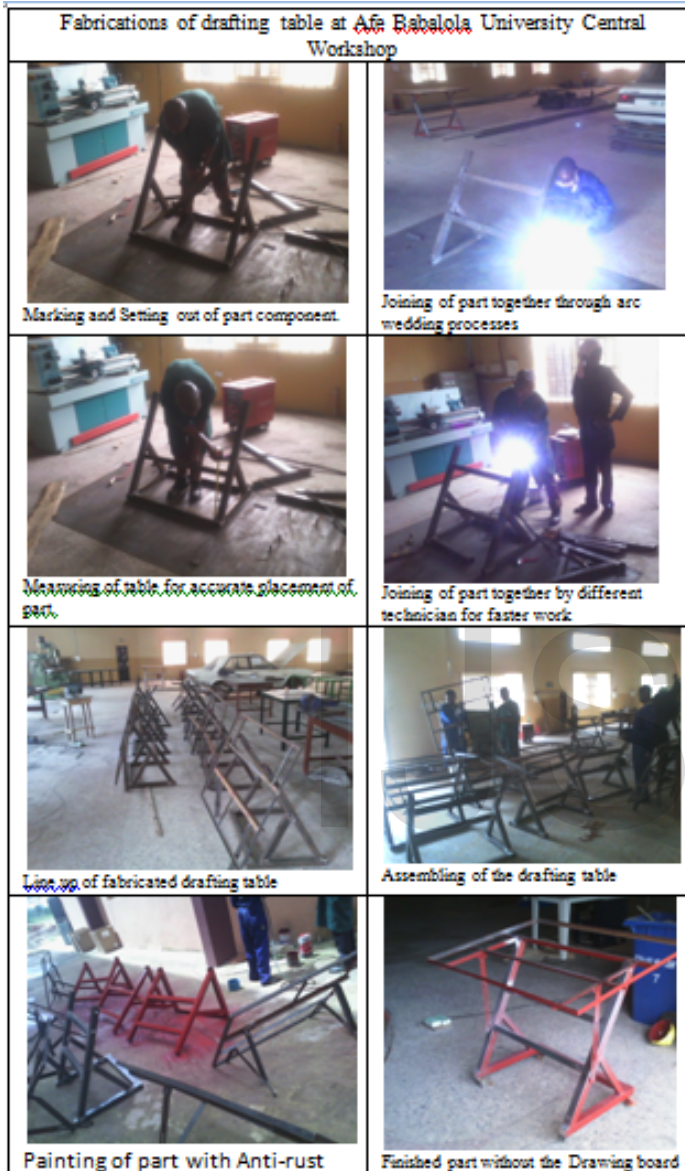 Fabrications of drafting table at Afe Babalola University Central
Workshop
Marking and Setting out of part component.
Joining of part together through arc
wedding processes
Measuring of table for accurate placement of
part.
Joining of part together by different
technician for faster work
Line up of fabricated drafting table
Assembling of the drafting table
Painting of part with Anti-rust
Finished part without the Drawing board